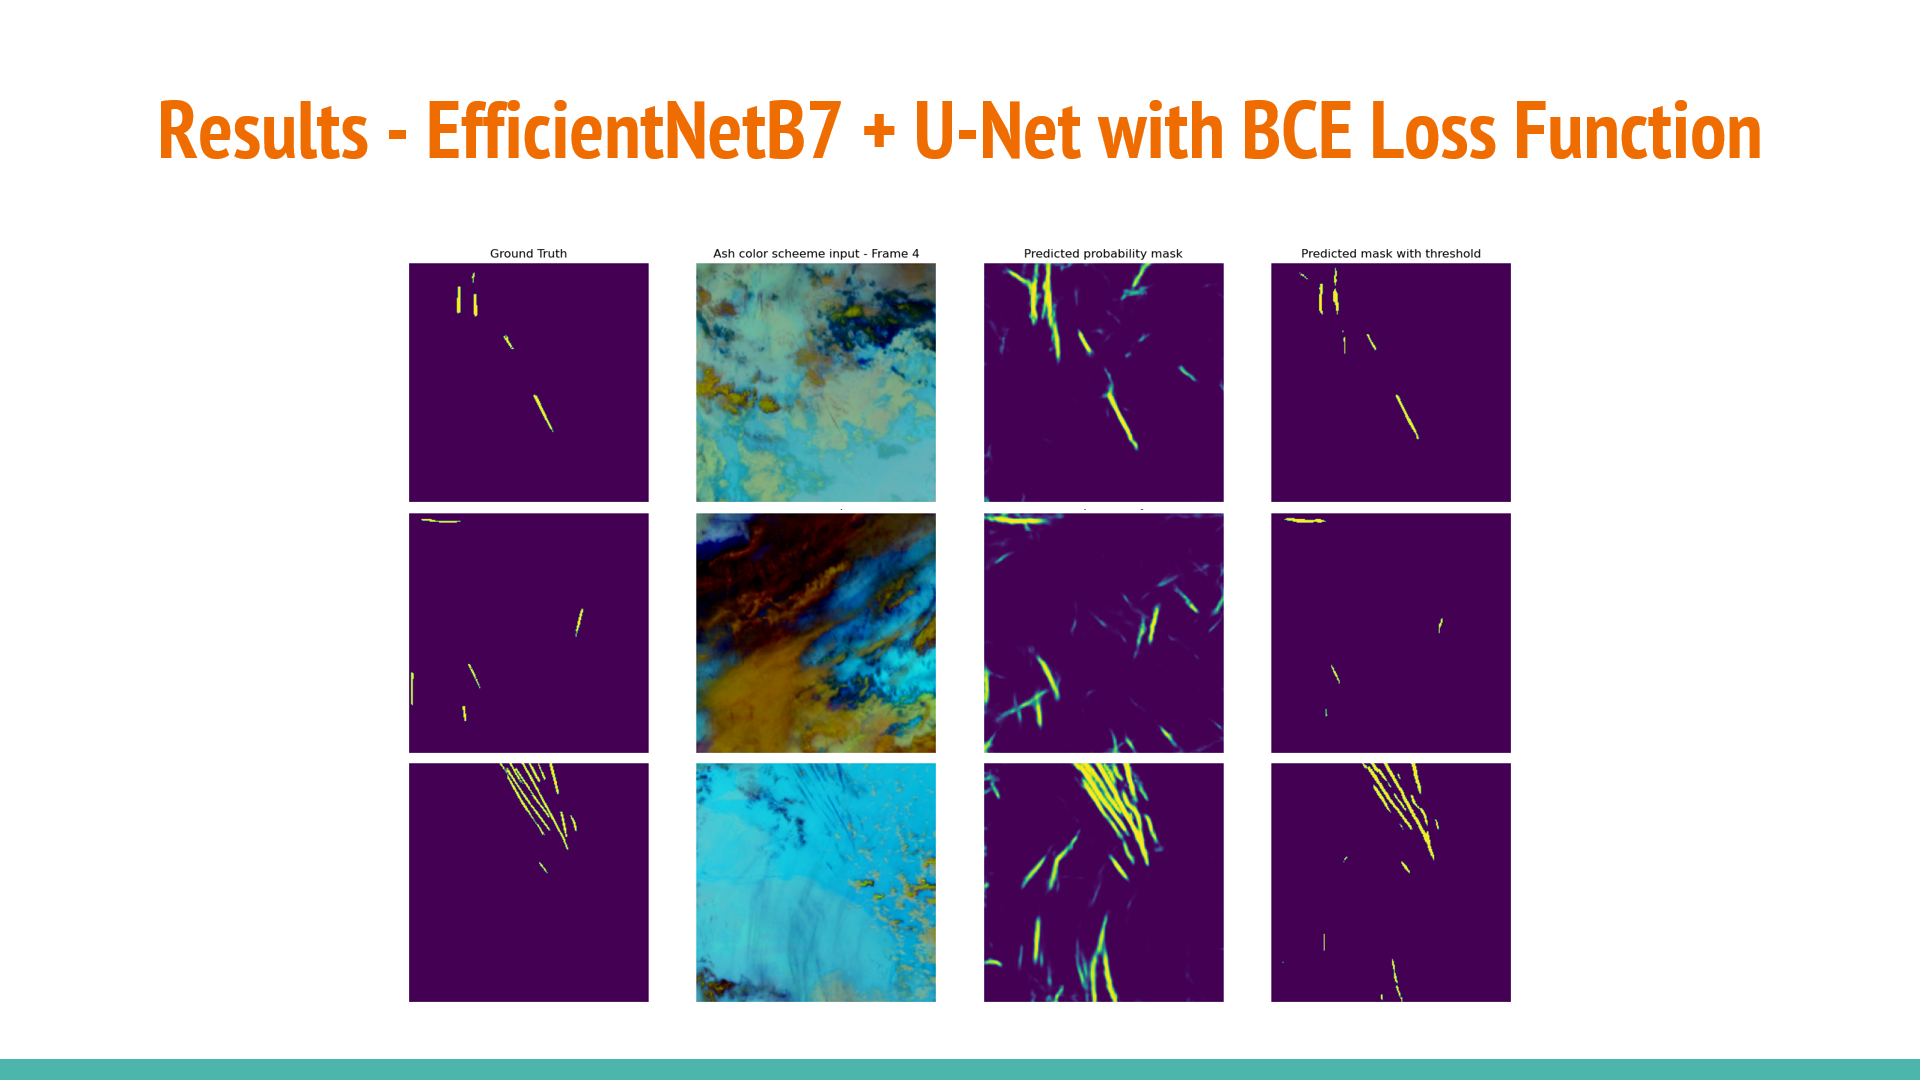 Results - EfficientNetB7 + U-Net with BCE Loss Function
Ground Truth
Ash color scheeme input - Frame 4
Predicted probability mask
Predicted mask with threshold